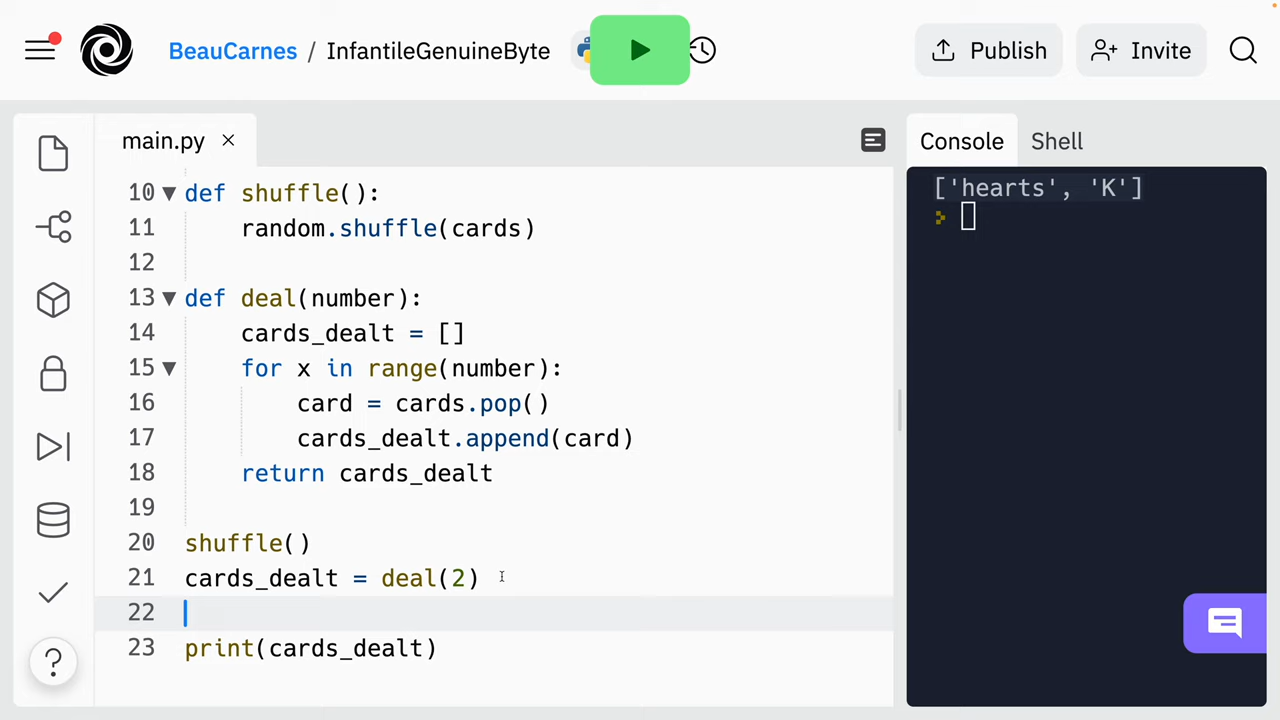 BeauCarnes / InfantileGenuineByte
Publish
Invite
main.py
Console
Shell
10 def shuffle():
11 random.shuffle(cards)
12
13 def deal(number):
14 cards_dealt = []
15 for x in range(number):
16 card = cards.pop()
17 cards_dealt.append(card)
18 return cards_dealt
19
20 shuffle()
21 cards_dealt = deal(2)
22
23 print(cards_dealt)
['hearts', 'K']
?